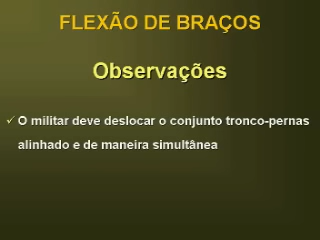 FLEXÃO DE BRAÇOS
Observações
✓ O militar deve deslocar o conjunto tronco-pernas
alinhado e de maneira simultânea